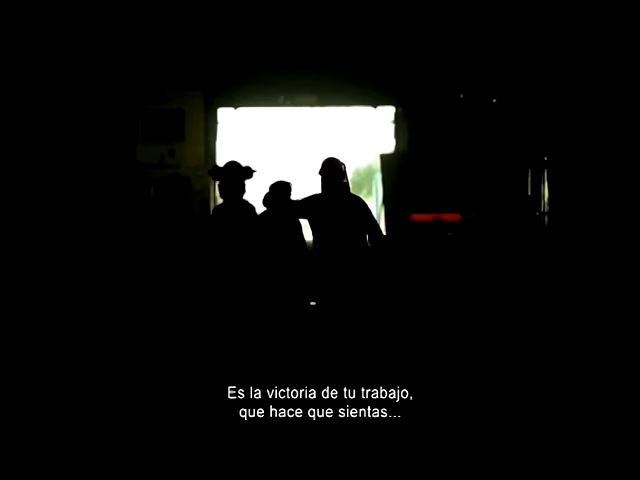 Es la victoria de tu trabajo,
que hace que sientas...